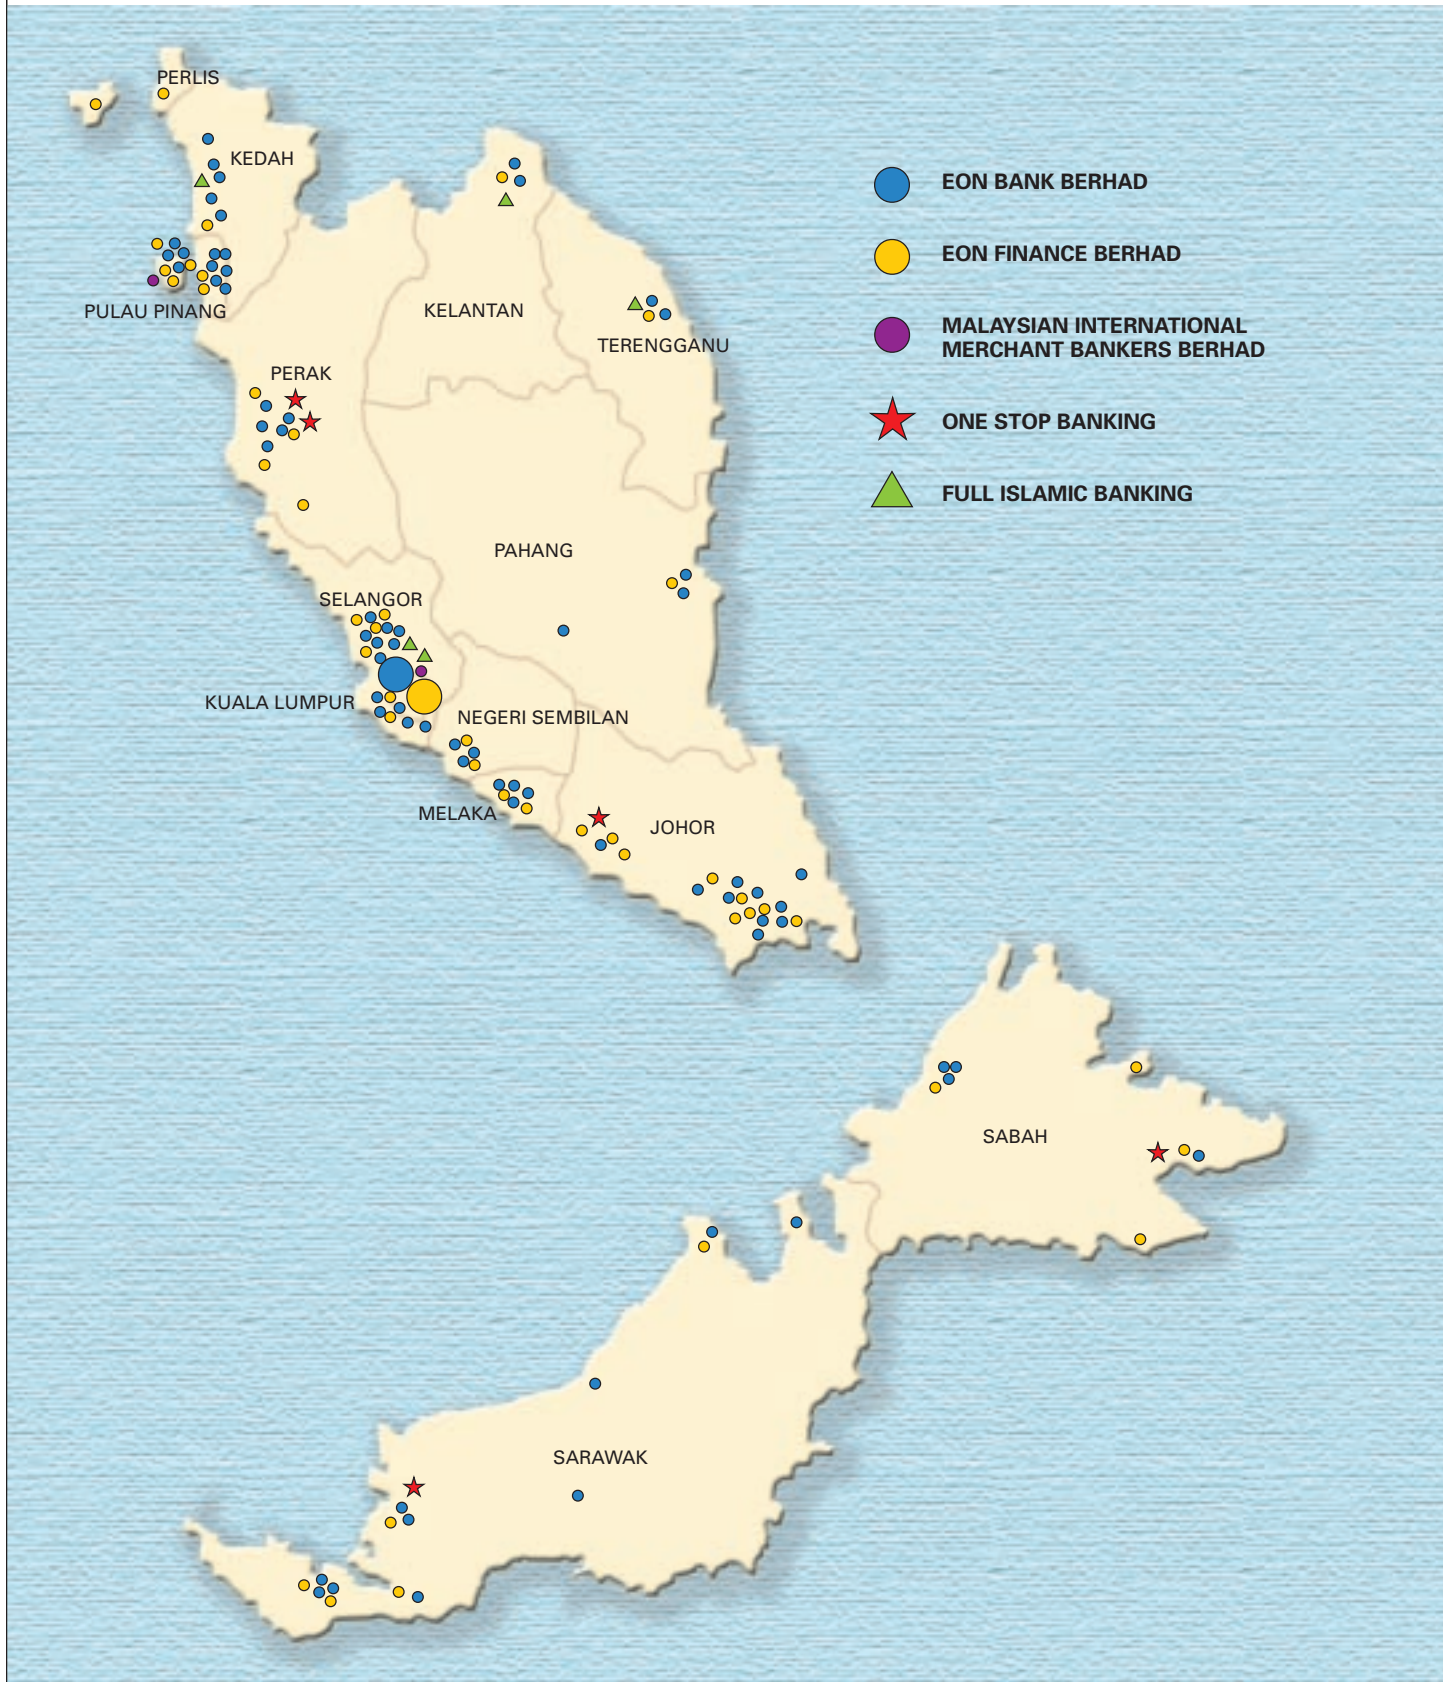 PERLIS
KEDAH
PULAU PINANG
KELANTAN
TERENGGANU
PERAK
PAHANG
SELANGOR
KUALA LUMPUR
NEGERI SEMBILAN
MELAKA
JOHOR
SABAH
SARAWAK
EON BANK BERHAD
EON FINANCE BERHAD
MALAYSIAN INTERNATIONAL
MERCHANT BANKERS BERHAD
ONE STOP BANKING
FULL ISLAMIC BANKING